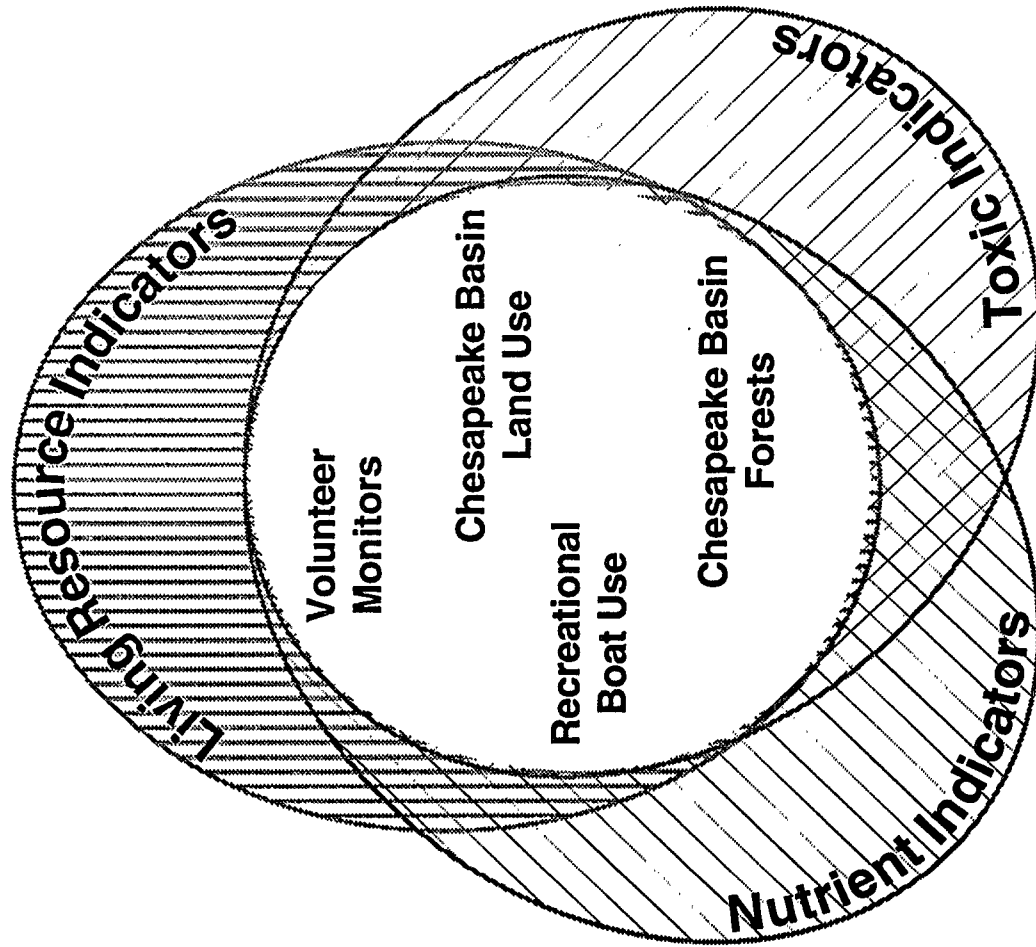 Living Resource Indicators
Volunteer
Monitors
Chesapeake Basin
Land Use
Recreational
Boat Use
Chesapeake Basin
Forests
Nutrient Indicators
Toxic Indicators